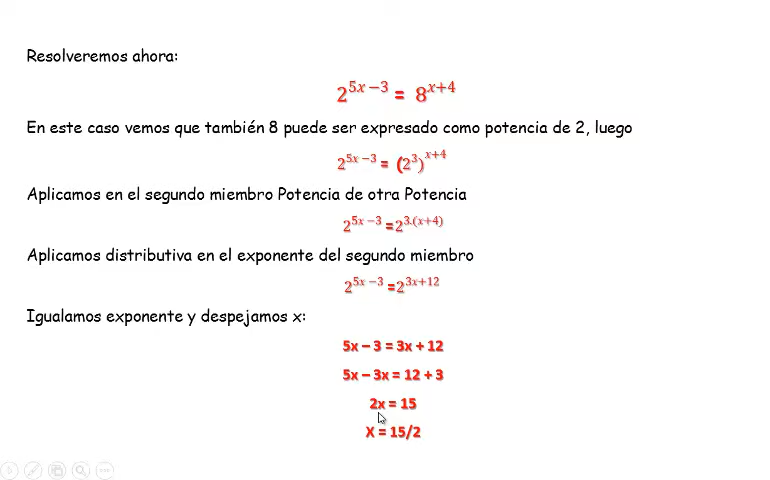 Resolveremos ahora:
2^{5x−3} = 8^{x+4}
En este caso vemos que también 8 puede ser expresado como potencia de 2, luego
2^{5x−3} = (2^3)^{x+4}
Aplicamos en el segundo miembro Potencia de otra Potencia
2^{5x−3} =2^{3.(x+4)}
Aplicamos distributiva en el exponente del segundo miembro
2^{5x−3} =2^{3x+12}
Igualamos exponente y despejamos x:
5x – 3 = 3x + 12
5x – 3x = 12 + 3
2x = 15
X = 15/2